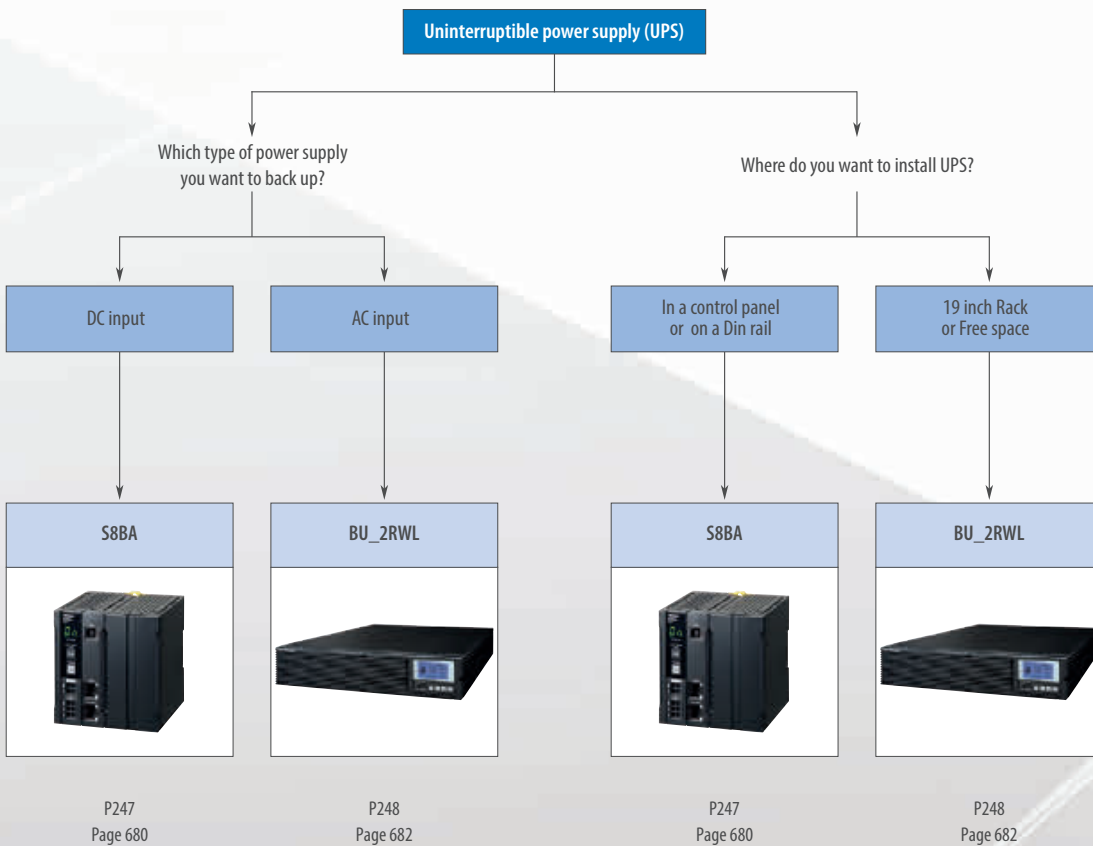 Uninterruptible power supply (UPS)
Which type of power supply
you want to back up?
Where do you want to install UPS?
DC input
AC input
In a control panel
or on a Din rail
19 inch Rack
or Free space
S8BA
BU_2RWL
S8BA
BU_2RWL
P247
Page 680
P248
Page 682
P247
Page 680
P248
Page 682